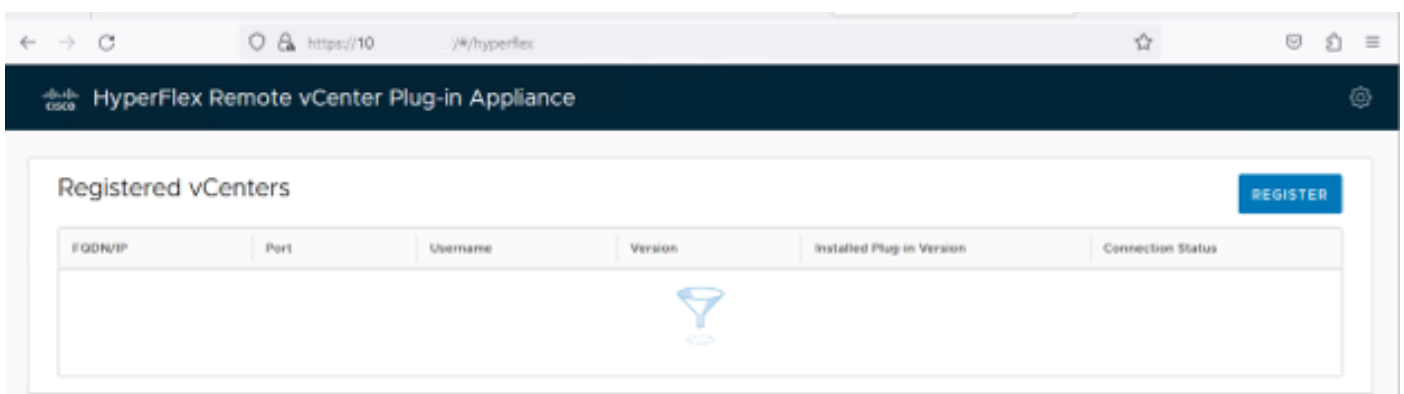 https://10 /#/hyperflex
CISCO HyperFlex Remote vCenter Plug-in Appliance
Registered vCenters
REGISTER
FQDN/IP Port Username Version Installed Plug-in Version Connection Status